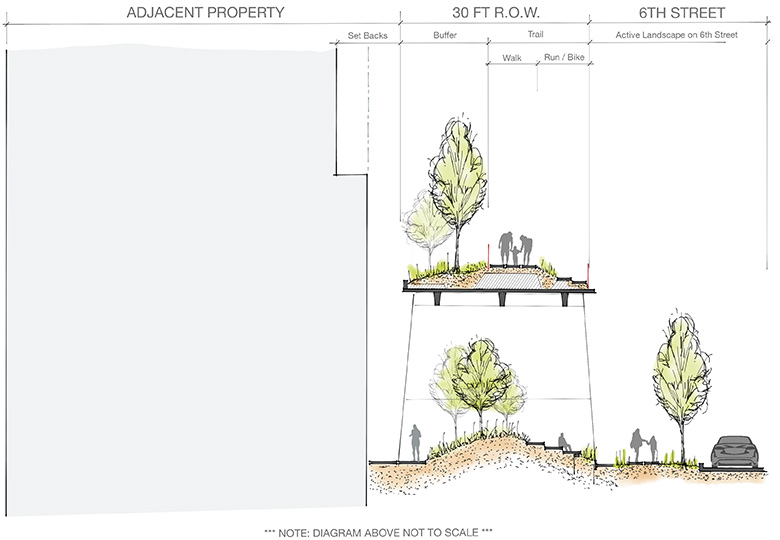 ADJACENT PROPERTY 30 FT R.O.W. 6TH STREET
Set Backs Buffer Trail Active Landscape on 6th Street
Walk Run / Bike
*** NOTE: DIAGRAM ABOVE NOT TO SCALE ***